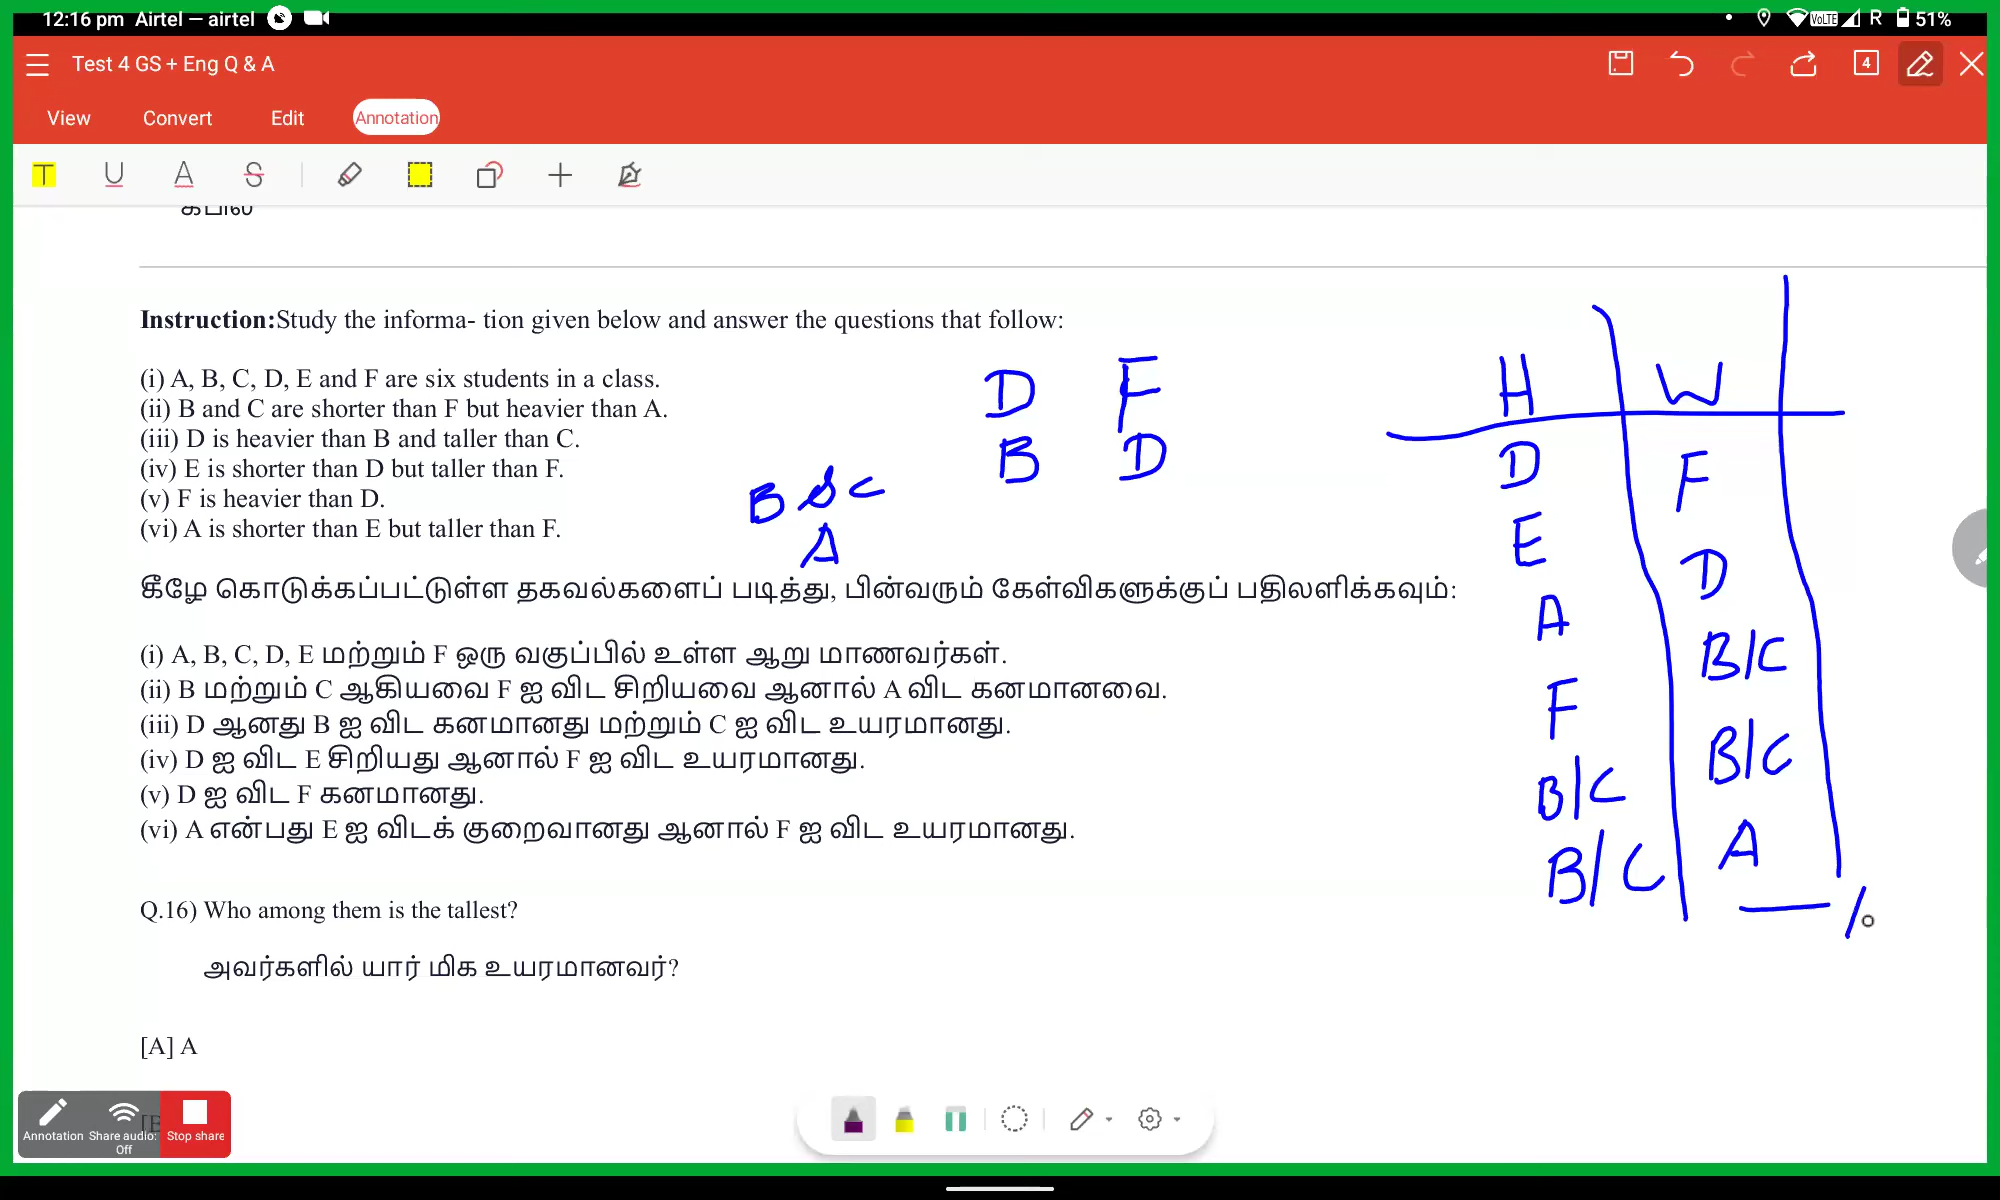 12:16 pm Airtel — airtel VoLTE R 51%
Test 4 GS + Eng Q & A 4
View Convert Edit Annotation
T U A S
கபில்
Instruction:Study the informa- tion given below and answer the questions that follow:
(i) A, B, C, D, E and F are six students in a class.
(ii) B and C are shorter than F but heavier than A.
(iii) D is heavier than B and taller than C.
(iv) E is shorter than D but taller than F.
(v) F is heavier than D.
(vi) A is shorter than E but taller than F.
D F
B D
B & C
A
H W
D F
E D
A B/C
F B/C
B/C A
B/C
கீழே கொடுக்கப்பட்டுள்ள தகவல்களைப் படித்து, பின்வரும் கேள்விகளுக்குப் பதிலளிக்கவும்:
(i) A, B, C, D, E மற்றும் F ஒரு வகுப்பில் உள்ள ஆறு மாணவர்கள்.
(ii) B மற்றும் C ஆகியவை F ஐ விட சிறியவை ஆனால் A விட கனமானவை.
(iii) D ஆனது B ஐ விட கனமானது மற்றும் C ஐ விட உயரமானது.
(iv) D ஐ விட E சிறியது ஆனால் F ஐ விட உயரமானது.
(v) D ஐ விட F கனமானது.
(vi) A என்பது E ஐ விடக் குறைவானது ஆனால் F ஐ விட உயரமானது.
Q.16) Who among them is the tallest?
அவர்களில் யார் மிக உயரமானவர்?
[A] A
Annotation Share audio: Off Stop share